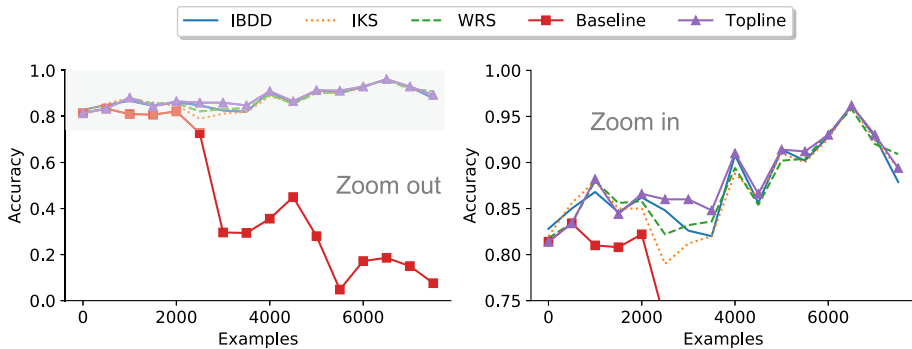 IBDD IKS WRS Baseline Topline
1.0
0.8
0.6
0.4
0.2
0.0
Accuracy
Zoom out
0 2000 4000 6000
Examples
1.00
0.95
0.90
0.85
0.80
0.75
Accuracy
Zoom in
0 2000 4000 6000
Examples